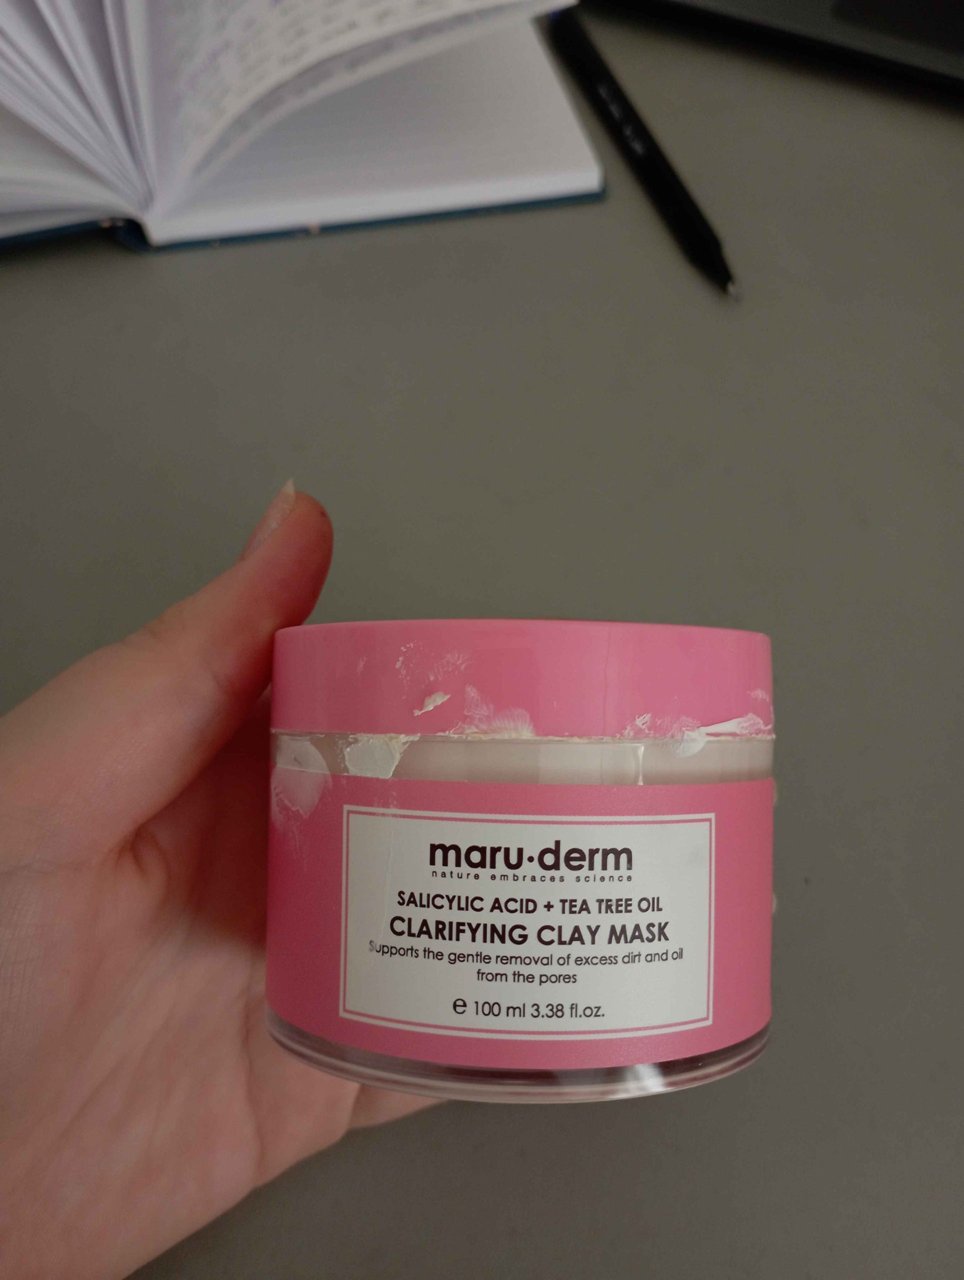 maru·derm
nature embraces science
SALICYLIC ACID + TEA TREE OIL
CLARIFYING CLAY MASK
Supports the gentle removal of excess dirt and oil
from the pores
e 100 ml 3.38 fl.oz.